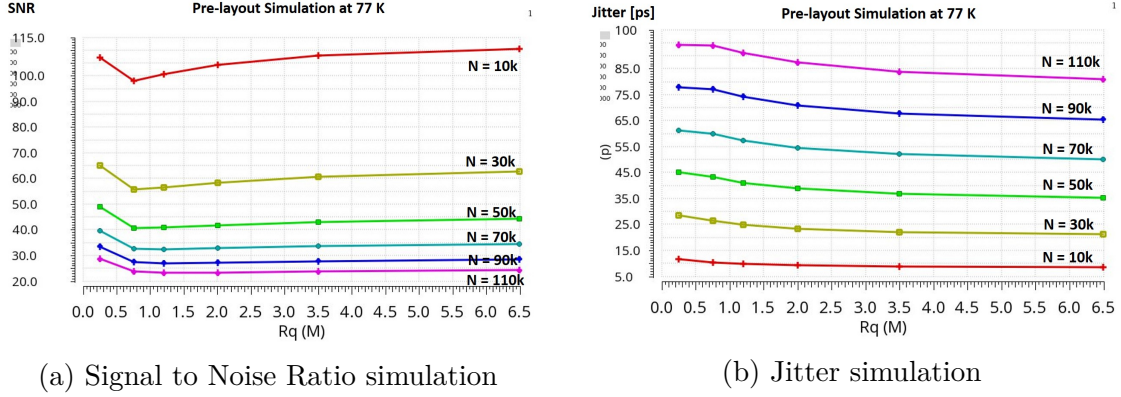 SNR
Pre-layout Simulation at 77 K
1
115.0
100.0
90.0
80.0
70.0
60.0
50.0
40.0
30.0
20.0
N = 10k
N = 30k
N = 50k
N = 70k
N = 90k
N = 110k
0.0 0.5 1.0 1.5 2.0 2.5 3.0 3.5 4.0 4.5 5.0 5.5 6.0 6.5
Rq (M)
(a) Signal to Noise Ratio simulation
Jitter [ps]
Pre-layout Simulation at 77 K
1
100
85.0
75.0
65.0
55.0
45.0
35.0
25.0
15.0
5.0
(p)
N = 110k
N = 90k
N = 70k
N = 50k
N = 30k
N = 10k
0.0 0.5 1.0 1.5 2.0 2.5 3.0 3.5 4.0 4.5 5.0 5.5 6.0 6.5
Rq (M)
(b) Jitter simulation